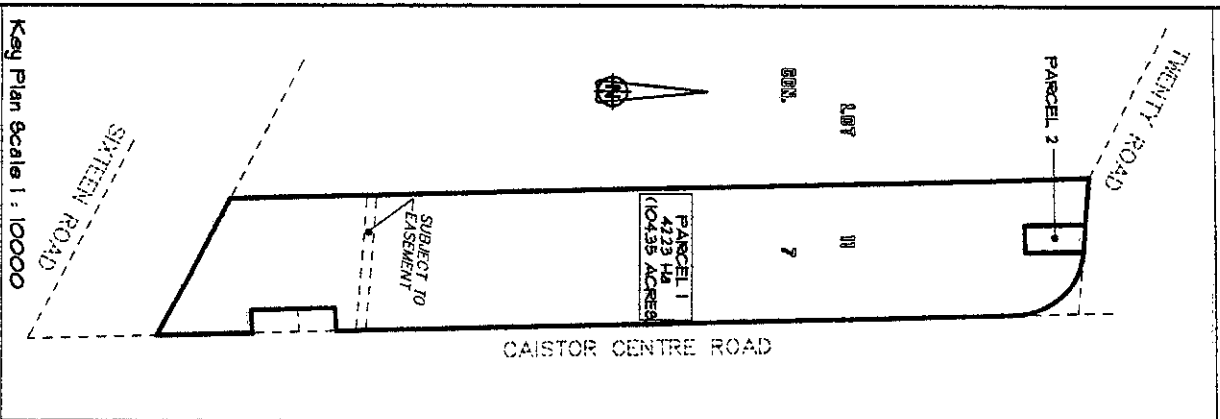 TWENTY ROAD
PARCEL 2
LOT 11
CON. 7
N
PARCEL 1
42.23 Ha
(104.35 ACRES)
SUBJECT TO
EASEMENT
CAISTOR CENTRE ROAD
SIXTEEN ROAD
Key Plan Scale 1 : 10000